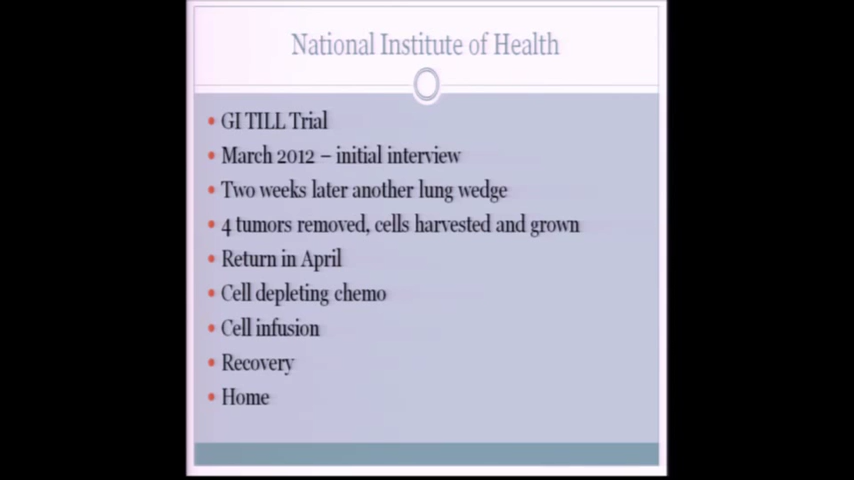 National Institute of Health
• GI TILL Trial
• March 2012 – initial interview
• Two weeks later another lung wedge
• 4 tumors removed, cells harvested and grown
• Return in April
• Cell depleting chemo
• Cell infusion
• Recovery
• Home